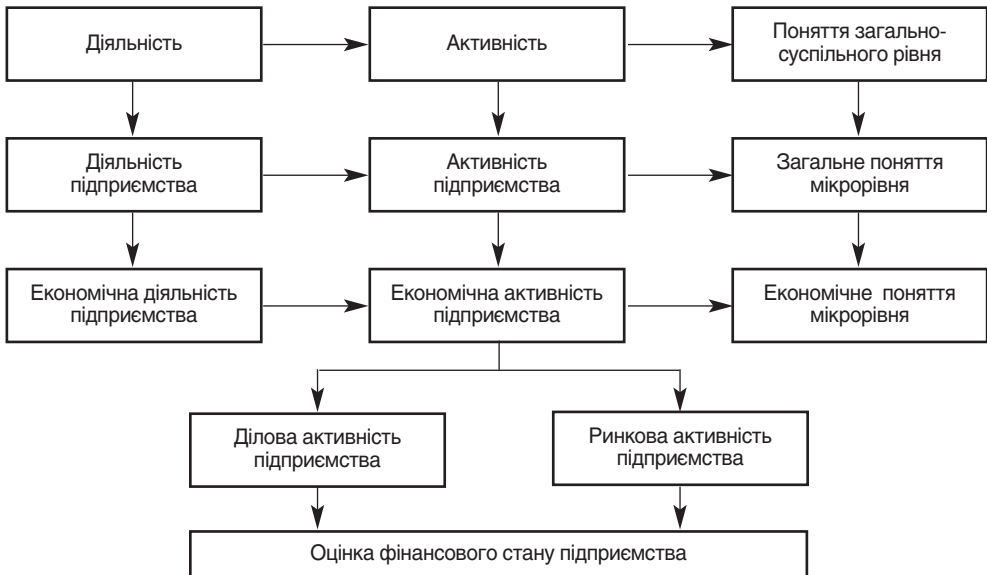 Діяльність
Активність
Поняття загально-
суспільного рівня
Діяльність
підприємства
Активність
підприємства
Загальне поняття
мікрорівня
Економічна діяльність
підприємства
Економічна активність
підприємства
Економічне поняття
мікрорівня
Ділова активність
підприємства
Ринкова активність
підприємства
Оцінка фінансового стану підприємства